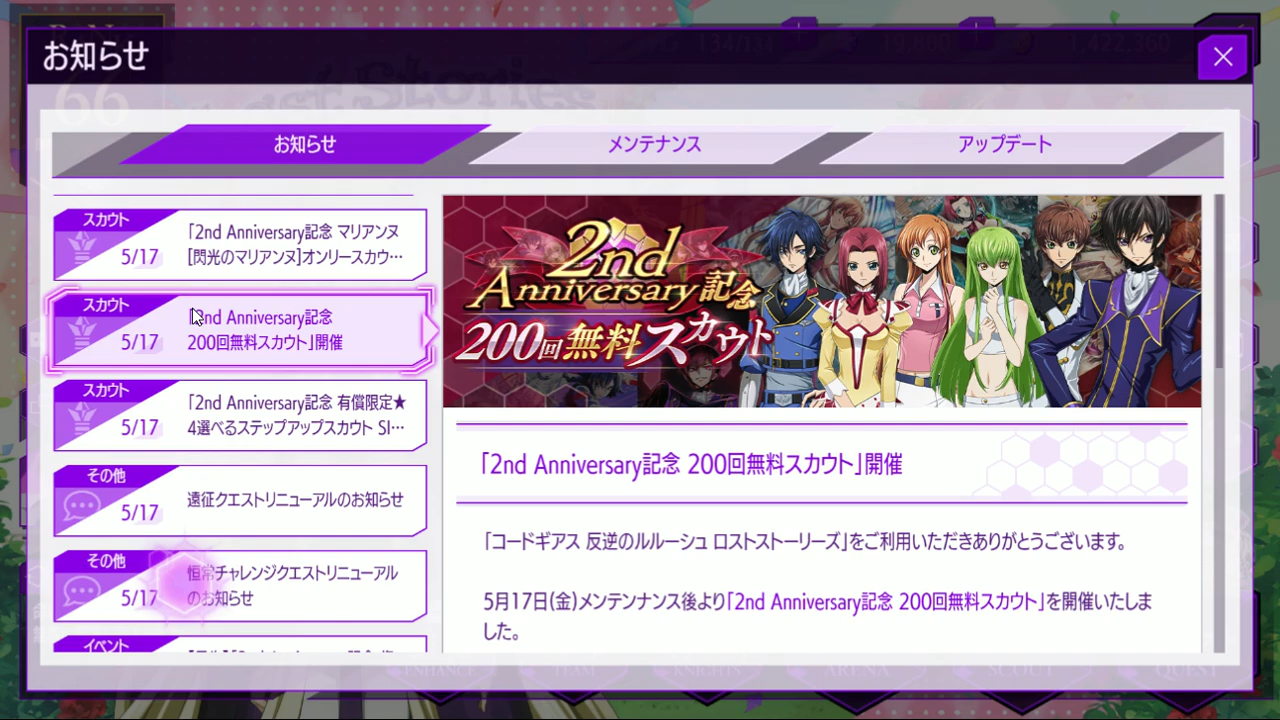 お知らせ
66
お知らせ
メンテナンス
アップデート
スカウト
5/17
「2nd Anniversary記念 マリアンヌ
[閃光のマリアンヌ]オンリースカウ…
スカウト
5/17
2nd Anniversary記念
200回無料スカウト」開催
スカウト
5/17
「2nd Anniversary記念 有償限定★
4選べるステップアップスカウト SI…
その他
5/17
遠征クエストリニューアルのお知らせ
その他
5/17
恒常チャレンジクエストリニューアル
のお知らせ
イベント
2nd
Anniversary記念
200回無料スカウト
「2nd Anniversary記念 200回無料スカウト」開催
「コードギアス 反逆のルルーシュ ロストストーリーズ」をご利用いただきありがとうございます。
5月17日(金)メンテンナンス後より「2nd Anniversary記念 200回無料スカウト」を開催いたしま
した。
ENHANCE
TEAM
KNIGHTS
ARENA
SCOUT
QUEST